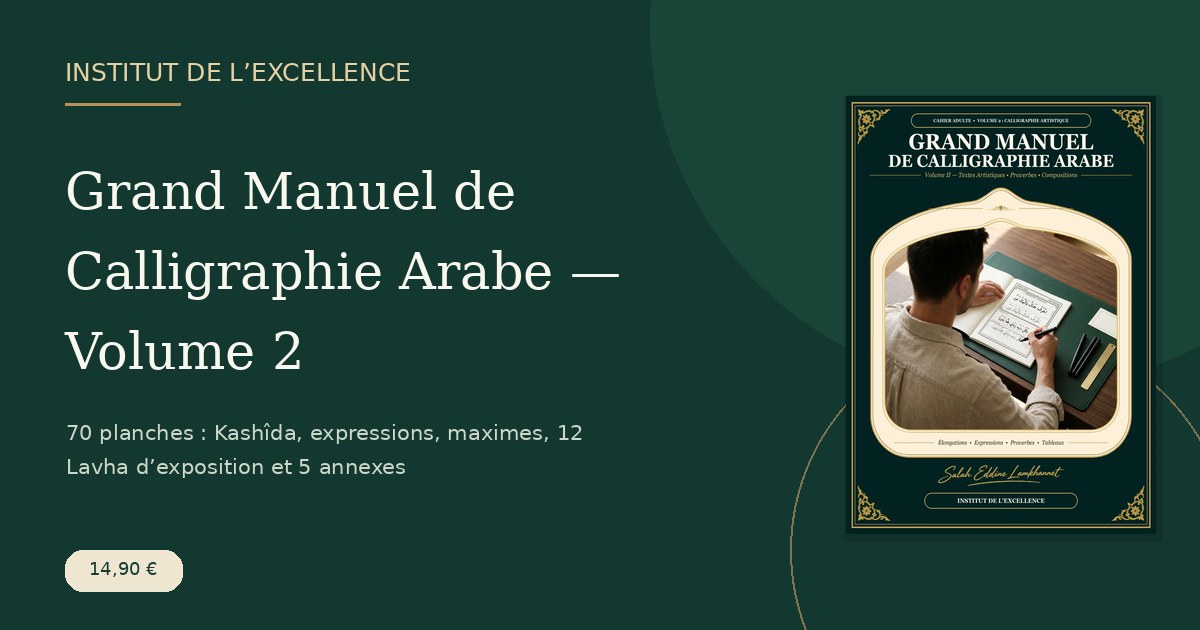 INSTITUT DE L’EXCELLENCE
Grand Manuel de
Calligraphie Arabe —
Volume 2
70 planches : Kashîda, expressions, maximes, 12
Lavha d’exposition et 5 annexes
14,90 €
CAHIER ADULTE • VOLUME 2 : CALLIGRAPHIE ARTISTIQUE
GRAND MANUEL
DE CALLIGRAPHIE ARABE
Volume II — Textes Artistiques • Proverbes • Compositions
Élongations • Expressions • Proverbes • Tableaux
Salah Eddine Lamkhannet
INSTITUT DE L’EXCELLENCE